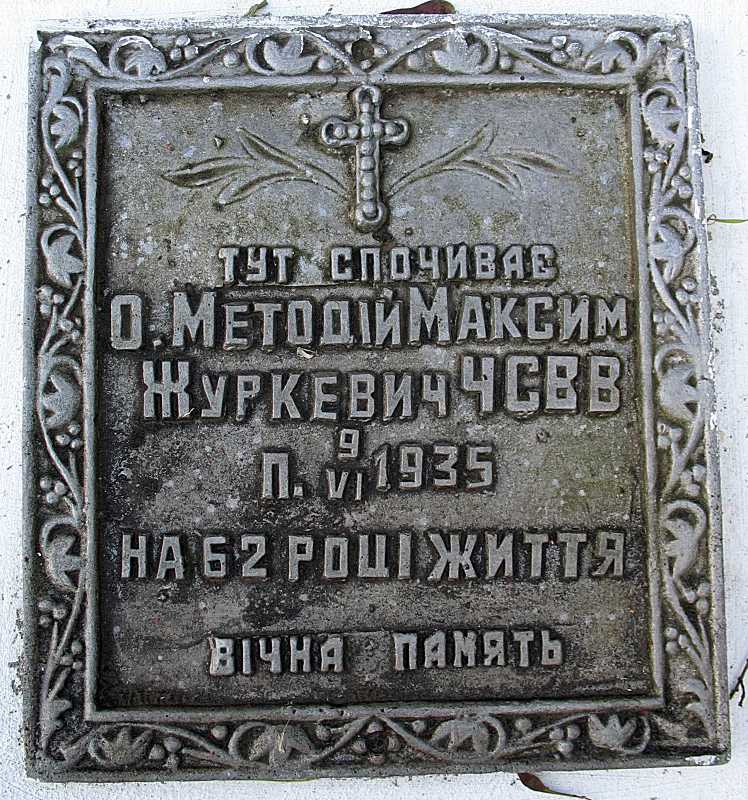 ТУТ СПОЧИВАЄ
О. МЕТОДІЙ МАКСИМ
ЖУРКЕВИЧ ЧСВВ
П. 9/VI 1935
НА 62 РОЦІ ЖИТТЯ
ВІЧНА ПАМЯТЬ